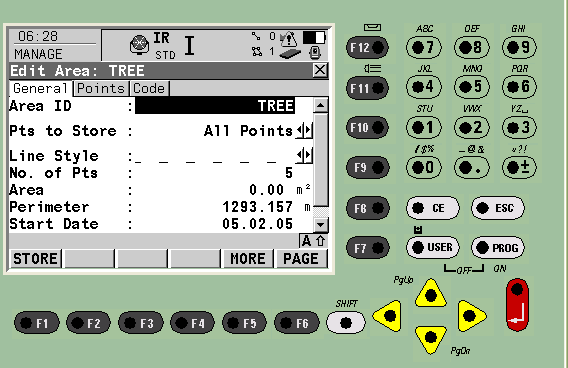 06:28
MANAGE
IR
STD
I
0
1
Edit Area: TREE
General Points Code
Area ID : TREE
Pts to Store : All Points
Line Style : _ _ _ _ _ _
No. of Pts : 5
Area : 0.00 m²
Perimeter : 1293.157 m
Start Date : 05.02.05
A
STORE MORE PAGE
F1 F2 F3 F4 F5 F6
SHIFT
F12
F11
F10
F9
F8
F7
ABC DEF GHI
7 8 9
JKL MNO PQR
4 5 6
STU VWX YZ␣
1 2 3
/$% _@& *?!
0 . ±
CE ESC
USER PROG
OFF ON
PgUp
PgDn